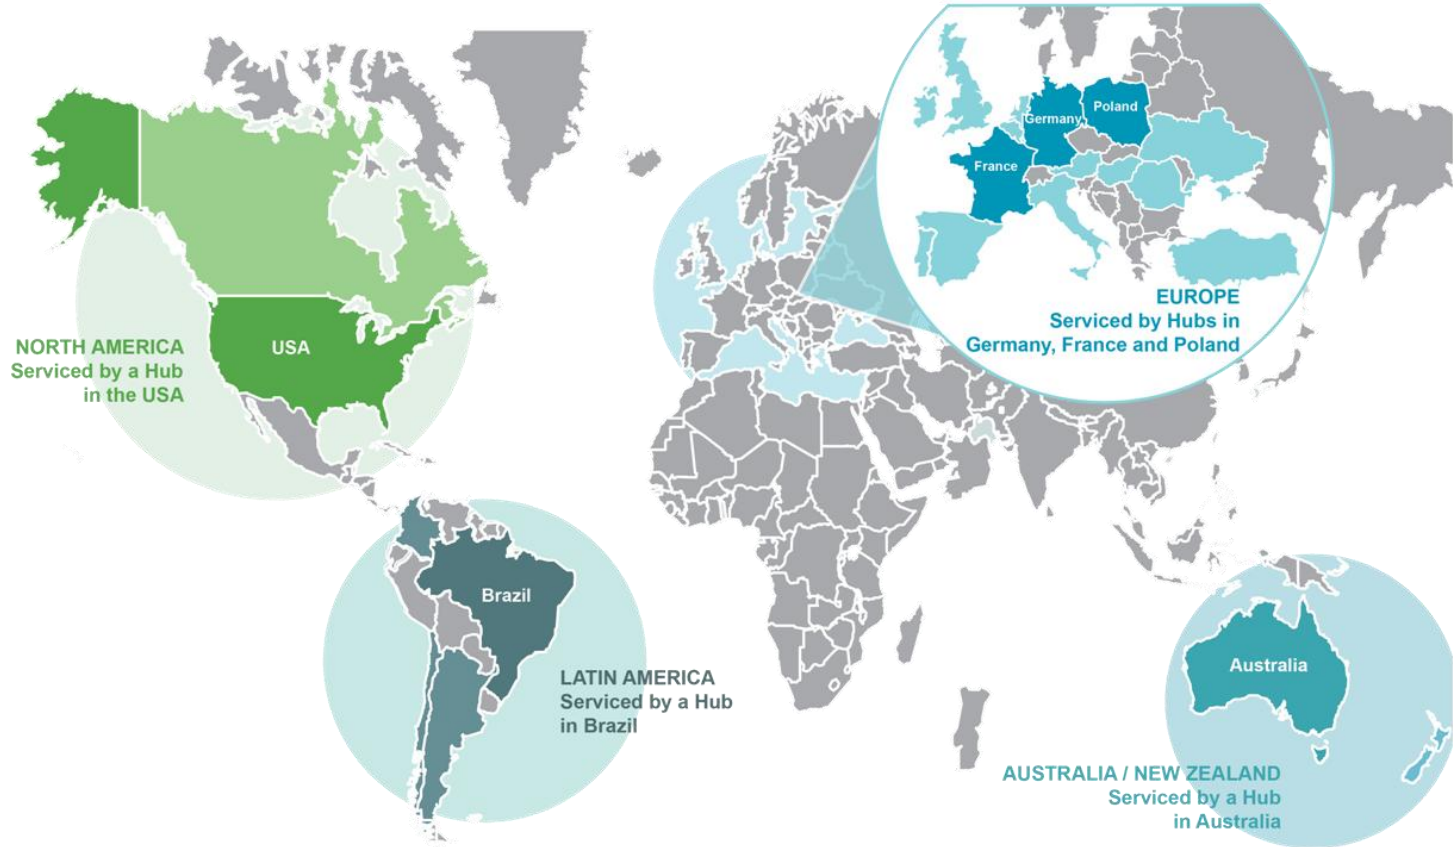 Poland
Germany
France
EUROPE
Serviced by Hubs in
Germany, France and Poland
NORTH AMERICA
Serviced by a Hub
in the USA
USA
Brazil
LATIN AMERICA
Serviced by a Hub
in Brazil
Australia
AUSTRALIA / NEW ZEALAND
Serviced by a Hub
in Australia